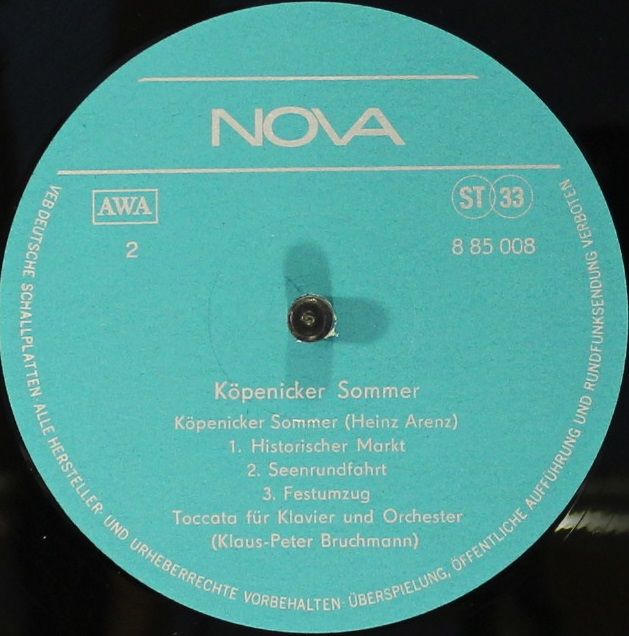 NOVA
AWA
ST 33
2
8 85 008
Köpenicker Sommer
Köpenicker Sommer (Heinz Arenz)
1. Historischer Markt
2. Seenrundfahrt
3. Festumzug
Toccata für Klavier und Orchester
(Klaus-Peter Bruchmann)
VEB DEUTSCHE SCHALLPLATTEN · ALLE HERSTELLER- UND URHEBERRECHTE VORBEHALTEN · ÜBERSPIELUNG, ÖFFENTLICHE AUFFÜHRUNG UND RUNDFUNKSENDUNG VERBOTEN